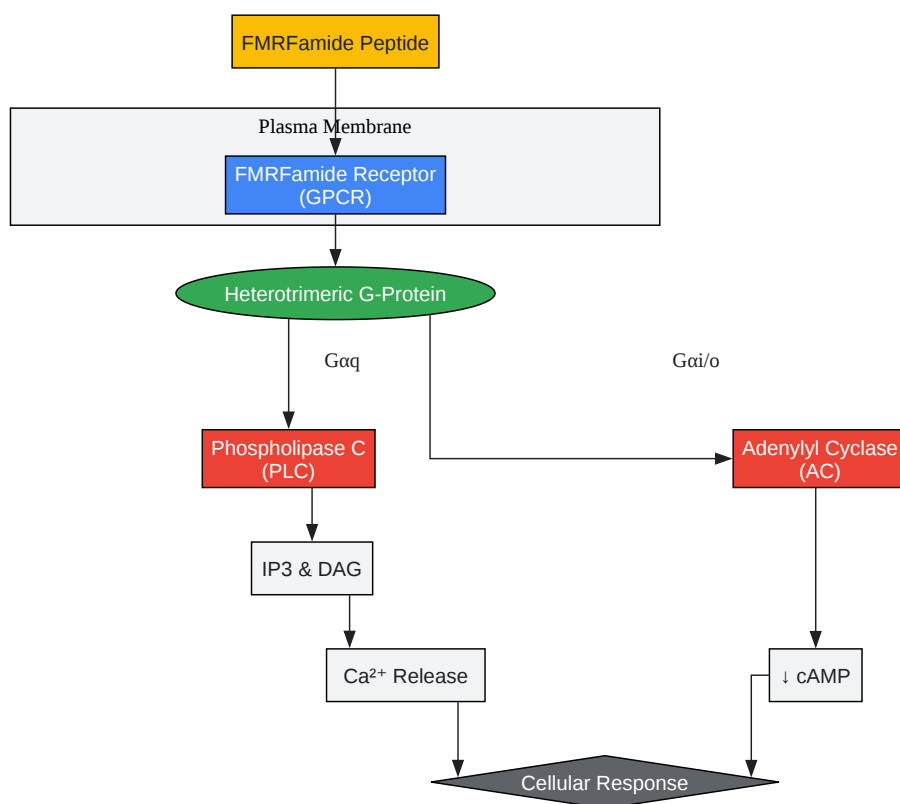 FMRFamide Peptide
Plasma Membrane
FMRFamide Receptor
(GPCR)
Heterotrimeric G-Protein
Gαq
Gαi/o
Phospholipase C
(PLC)
Adenylyl Cyclase
(AC)
IP3 & DAG
Ca²⁺ Release
↓ cAMP
Cellular Response